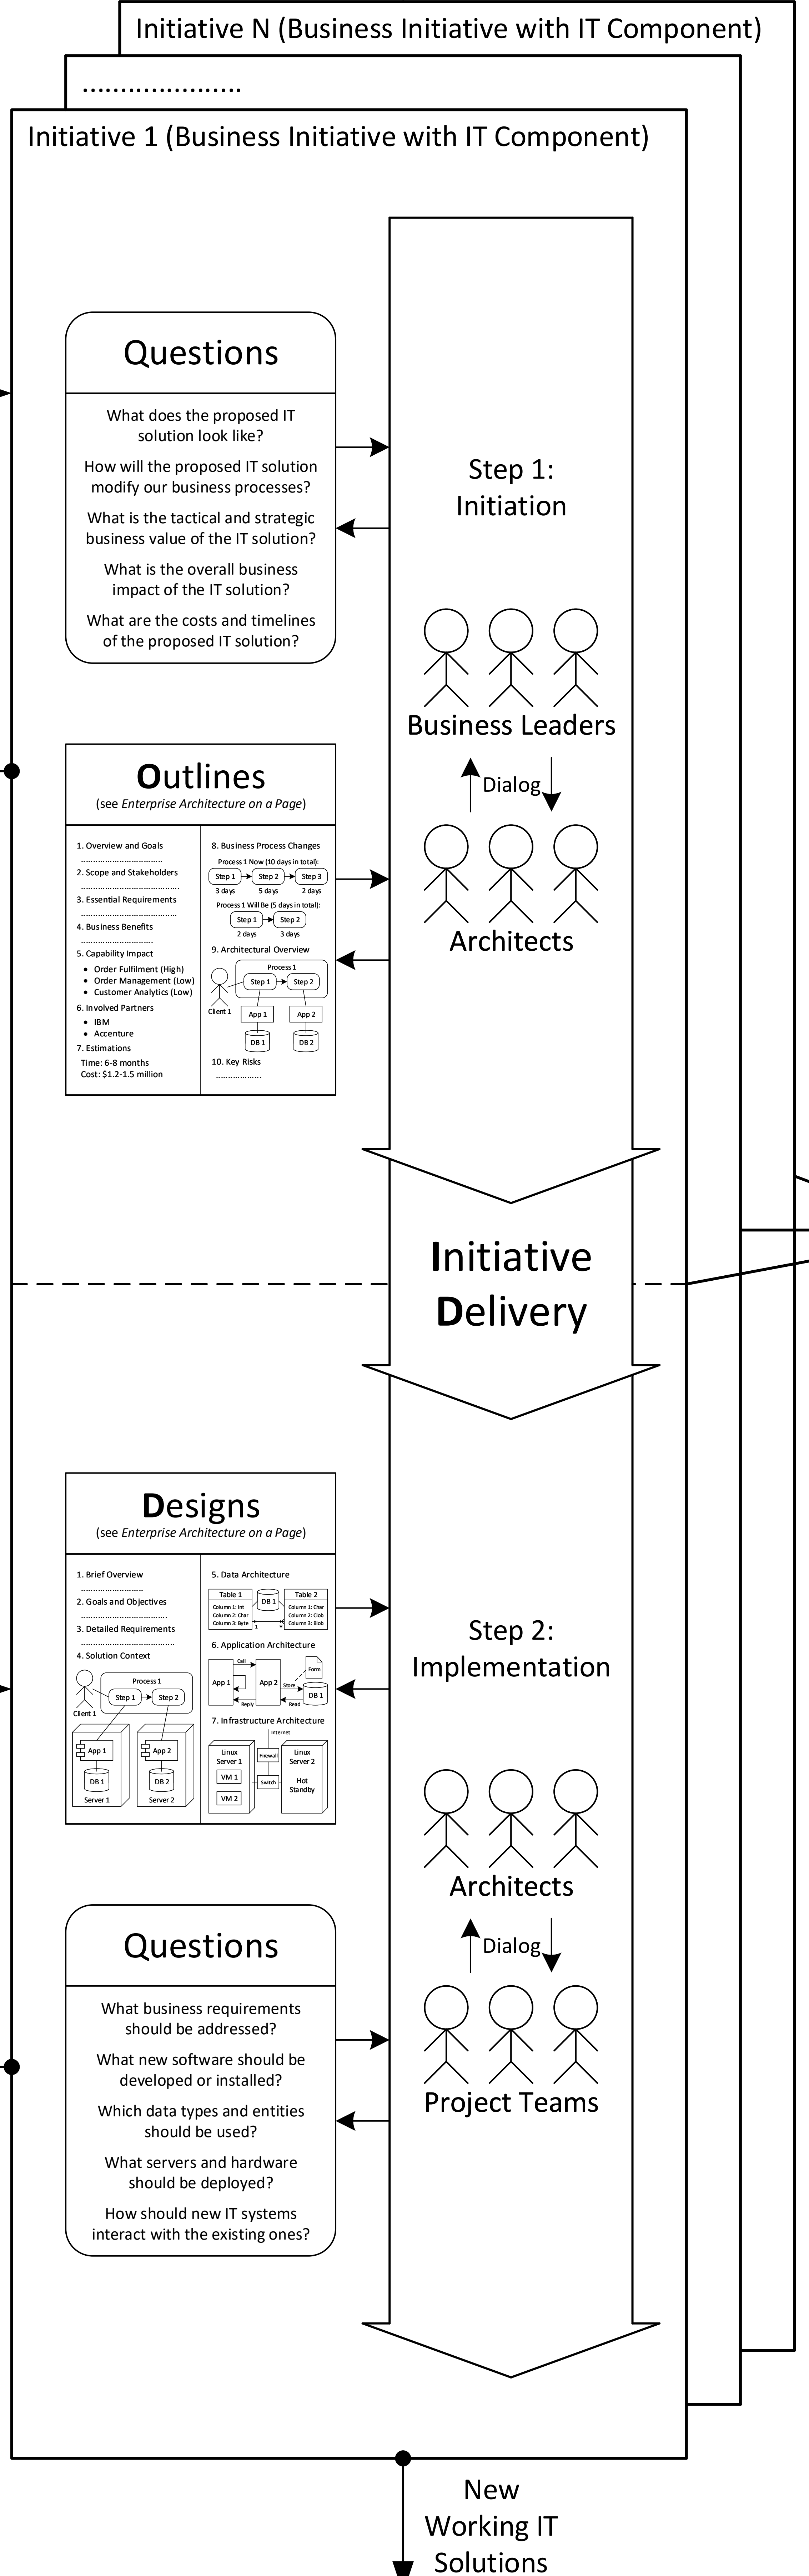 Initiative N (Business Initiative with IT Component)
.....................
Initiative 1 (Business Initiative with IT Component)
Questions
What does the proposed IT
solution look like?
How will the proposed IT solution
modify our business processes?
What is the tactical and strategic
business value of the IT solution?
What is the overall business
impact of the IT solution?
What are the costs and timelines
of the proposed IT solution?
Step 1:
Initiation
Business Leaders
Dialog
Architects
Outlines
(see Enterprise Architecture on a Page)
1. Overview and Goals
2. Scope and Stakeholders
3. Essential Requirements
4. Business Benefits
5. Capability Impact
• Order Fulfilment (High)
• Order Management (Low)
• Customer Analytics (Low)
6. Involved Partners
• IBM
• Accenture
7. Estimations
Time: 6-8 months
Cost: $1.2-1.5 million
8. Business Process Changes
Process 1 Now (10 days in total):
Step 1 Step 2 Step 3
3 days 5 days 2 days
Process 1 Will Be (5 days in total):
Step 1 Step 2
2 days 3 days
9. Architectural Overview
Process 1
Step 1 Step 2
Client 1
App 1 App 2
DB 1 DB 2
10. Key Risks
Initiative
Delivery
Designs
(see Enterprise Architecture on a Page)
1. Brief Overview
2. Goals and Objectives
3. Detailed Requirements
4. Solution Context
Process 1
Step 1 Step 2
Client 1
App 1 App 2
DB 1 DB 2
Server 1 Server 2
5. Data Architecture
Table 1 DB 1 Table 2
Column 1: Int Column 1: Char
Column 2: Char Column 2: Clob
Column 3: Byte Column 3: Blob
1 *
6. Application Architecture
Call
Form
App 1 App 2 Store DB 1
Reply Read
7. Infrastructure Architecture
Internet
Linux
Server 1
Firewall
Linux
Server 2
VM 1
Switch
Hot
Standby
VM 2
Step 2:
Implementation
Architects
Dialog
Project Teams
Questions
What business requirements
should be addressed?
What new software should be
developed or installed?
Which data types and entities
should be used?
What servers and hardware
should be deployed?
How should new IT systems
interact with the existing ones?
New
Working IT
Solutions